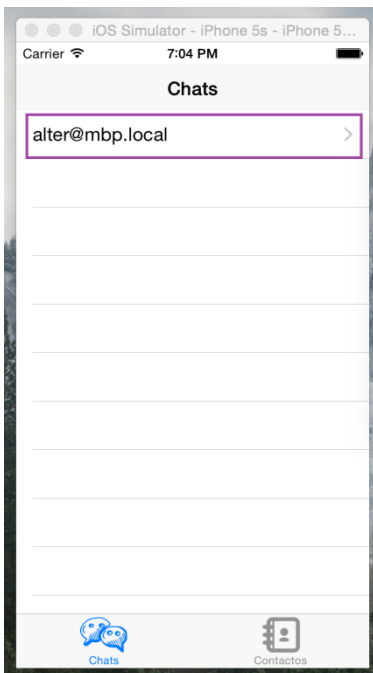 iOS Simulator - iPhone 5s - iPhone 5...
Carrier 7:04 PM
Chats
alter@mbp.local
Chats Contactos